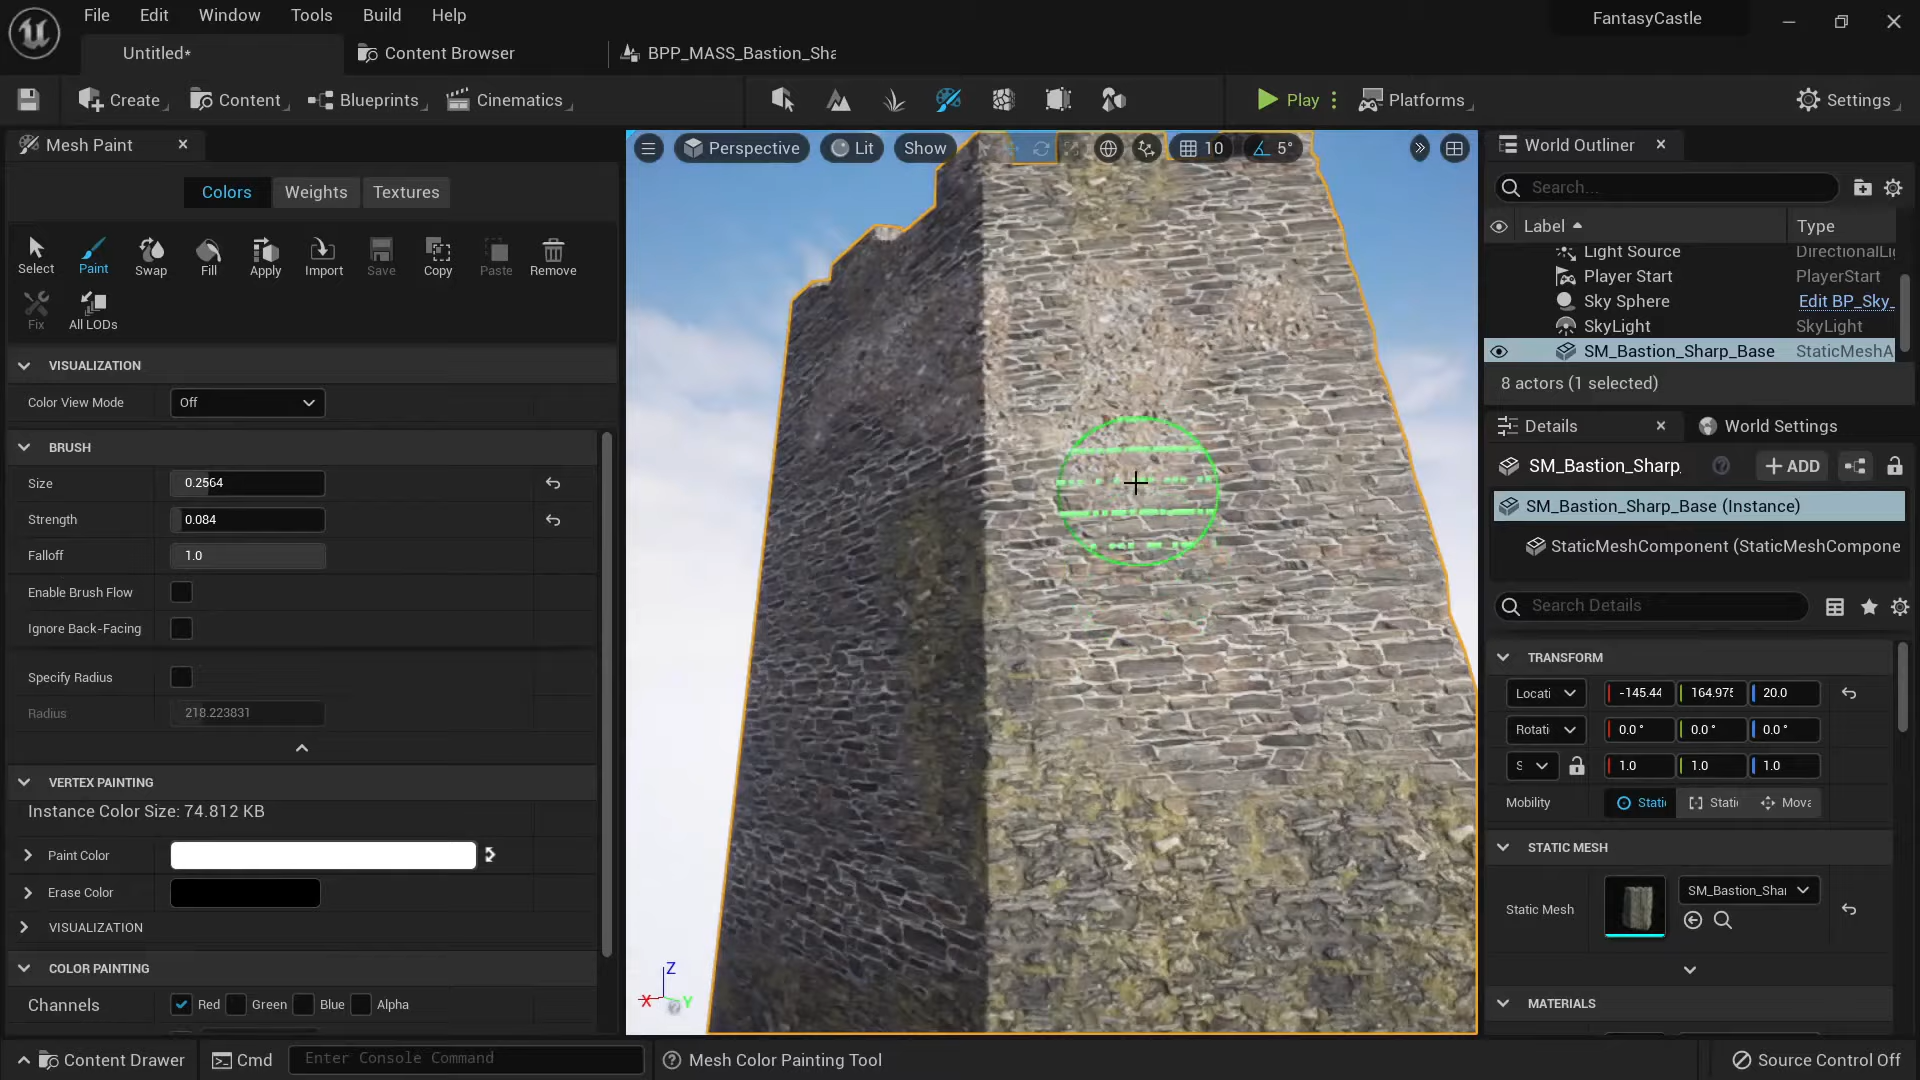 File Edit Window Tools Build Help
FantasyCastle
Untitled*
Content Browser
BPP_MASS_Bastion_Sha
Create
Content
Blueprints
Cinematics
Play
Platforms
Settings
Mesh Paint
Colors
Weights
Textures
Select
Paint
Swap
Fill
Apply
Import
Save
Copy
Paste
Remove
Fix
All LODs
VISUALIZATION
Color View Mode
Off
BRUSH
Size
0.2564
Strength
0.084
Falloff
1.0
Enable Brush Flow
Ignore Back-Facing
Specify Radius
Radius
218.223831
VERTEX PAINTING
Instance Color Size: 74.812 KB
Paint Color
Erase Color
VISUALIZATION
COLOR PAINTING
Channels
Red
Green
Blue
Alpha
Perspective
Lit
Show
10
5°
Z
X
Y
World Outliner
Search...
Label
Type
Light Source
DirectionalLi
Player Start
PlayerStart
Sky Sphere
Edit BP_Sky_
SkyLight
SkyLight
SM_Bastion_Sharp_Base
StaticMeshA
8 actors (1 selected)
Details
World Settings
SM_Bastion_Sharp_
ADD
SM_Bastion_Sharp_Base (Instance)
StaticMeshComponent (StaticMeshCompone
Search Details
TRANSFORM
Locati
-145.44
164.975
20.0
Rotati
0.0 °
0.0 °
0.0 °
S
1.0
1.0
1.0
Mobility
Stati
Stati
Mova
STATIC MESH
Static Mesh
SM_Bastion_Shar
MATERIALS
Content Drawer
Cmd
Enter Console Command
Mesh Color Painting Tool
Source Control Off